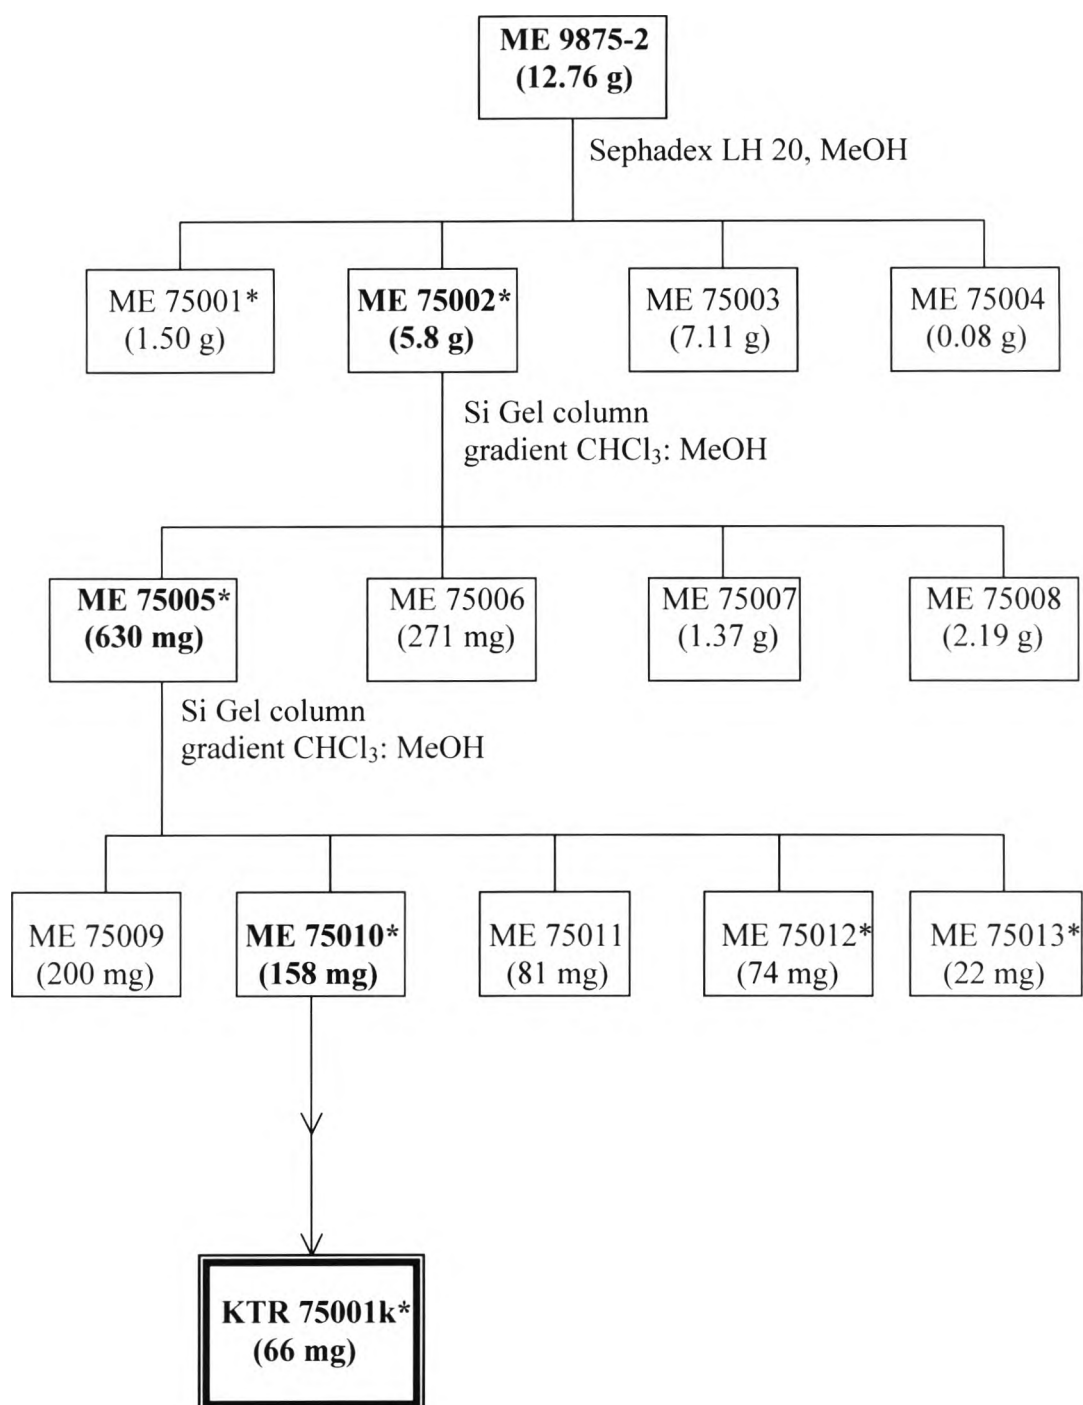 ME 9875-2
(12.76 g)
Sephadex LH 20, MeOH
ME 75001*
(1.50 g)
ME 75002*
(5.8 g)
ME 75003
(7.11 g)
ME 75004
(0.08 g)
Si Gel column
gradient CHCl₃: MeOH
ME 75005*
(630 mg)
ME 75006
(271 mg)
ME 75007
(1.37 g)
ME 75008
(2.19 g)
Si Gel column
gradient CHCl₃: MeOH
ME 75009
(200 mg)
ME 75010*
(158 mg)
ME 75011
(81 mg)
ME 75012*
(74 mg)
ME 75013*
(22 mg)
KTR 75001k*
(66 mg)